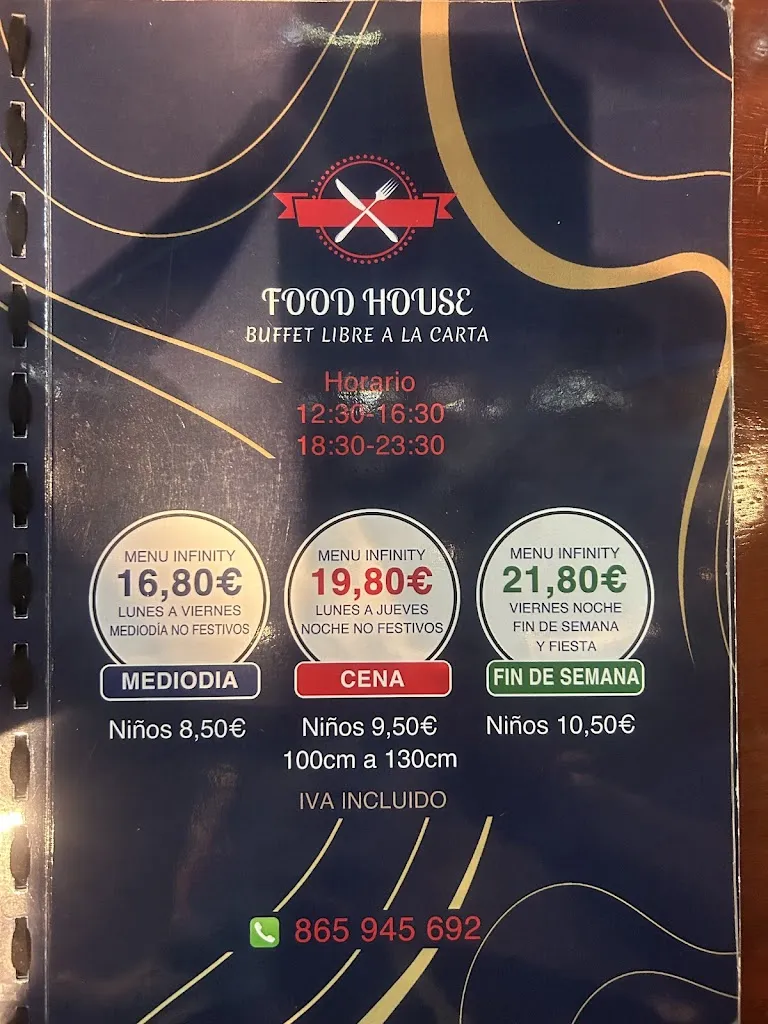 FOOD HOUSE
BUFFET LIBRE A LA CARTA
Horario
12:30-16:30
18:30-23:30
MENU INFINITY
16,80€
LUNES A VIERNES
MEDIODÍA NO FESTIVOS
MEDIODIA
Niños 8,50€
MENU INFINITY
19,80€
LUNES A JUEVES
NOCHE NO FESTIVOS
CENA
Niños 9,50€
100cm a 130cm
MENU INFINITY
21,80€
VIERNES NOCHE
FIN DE SEMANA
Y FIESTA
FIN DE SEMANA
Niños 10,50€
IVA INCLUIDO
865 945 692